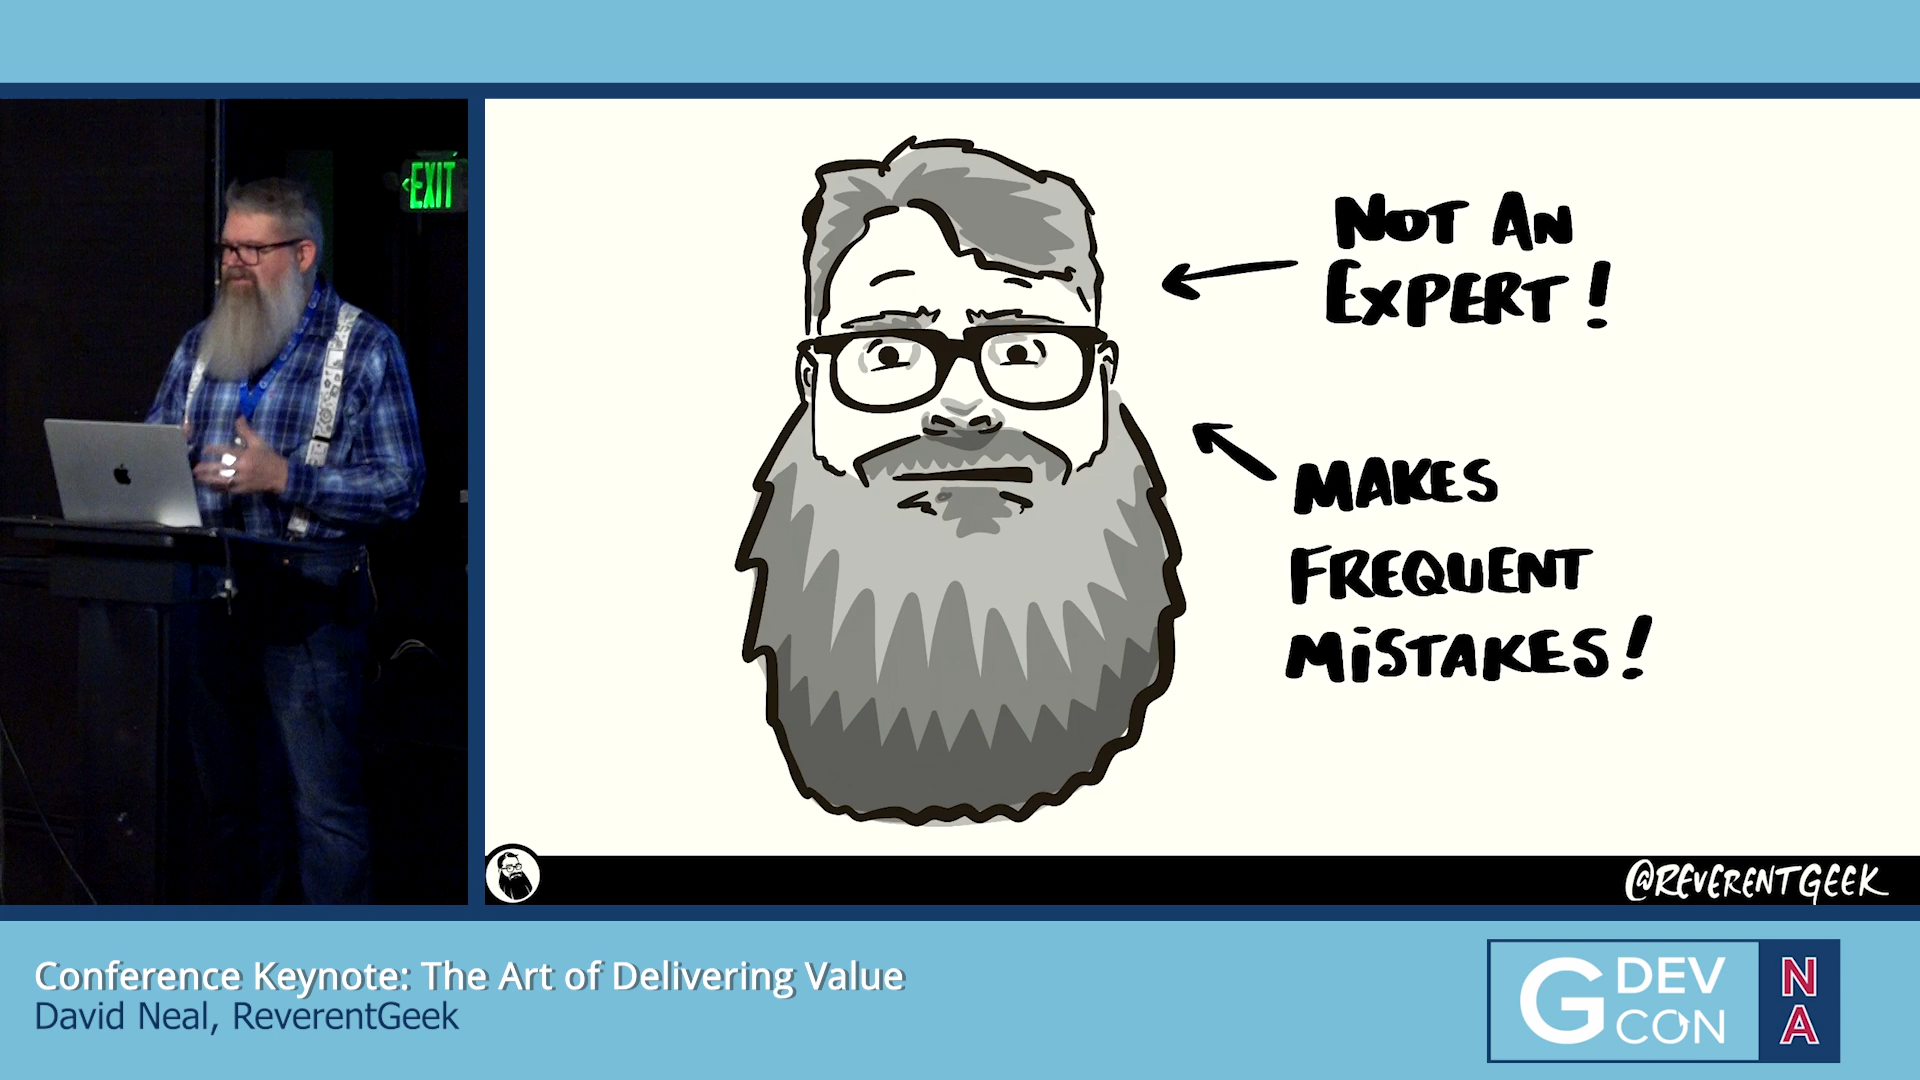 EXIT
NOT AN
EXPERT!
MAKES
FREQUENT
MiSTAKES!
@REVERENTGEEK
Conference Keynote: The Art of Delivering Value
David Neal, ReverentGeek
G DEV
CON
N
A